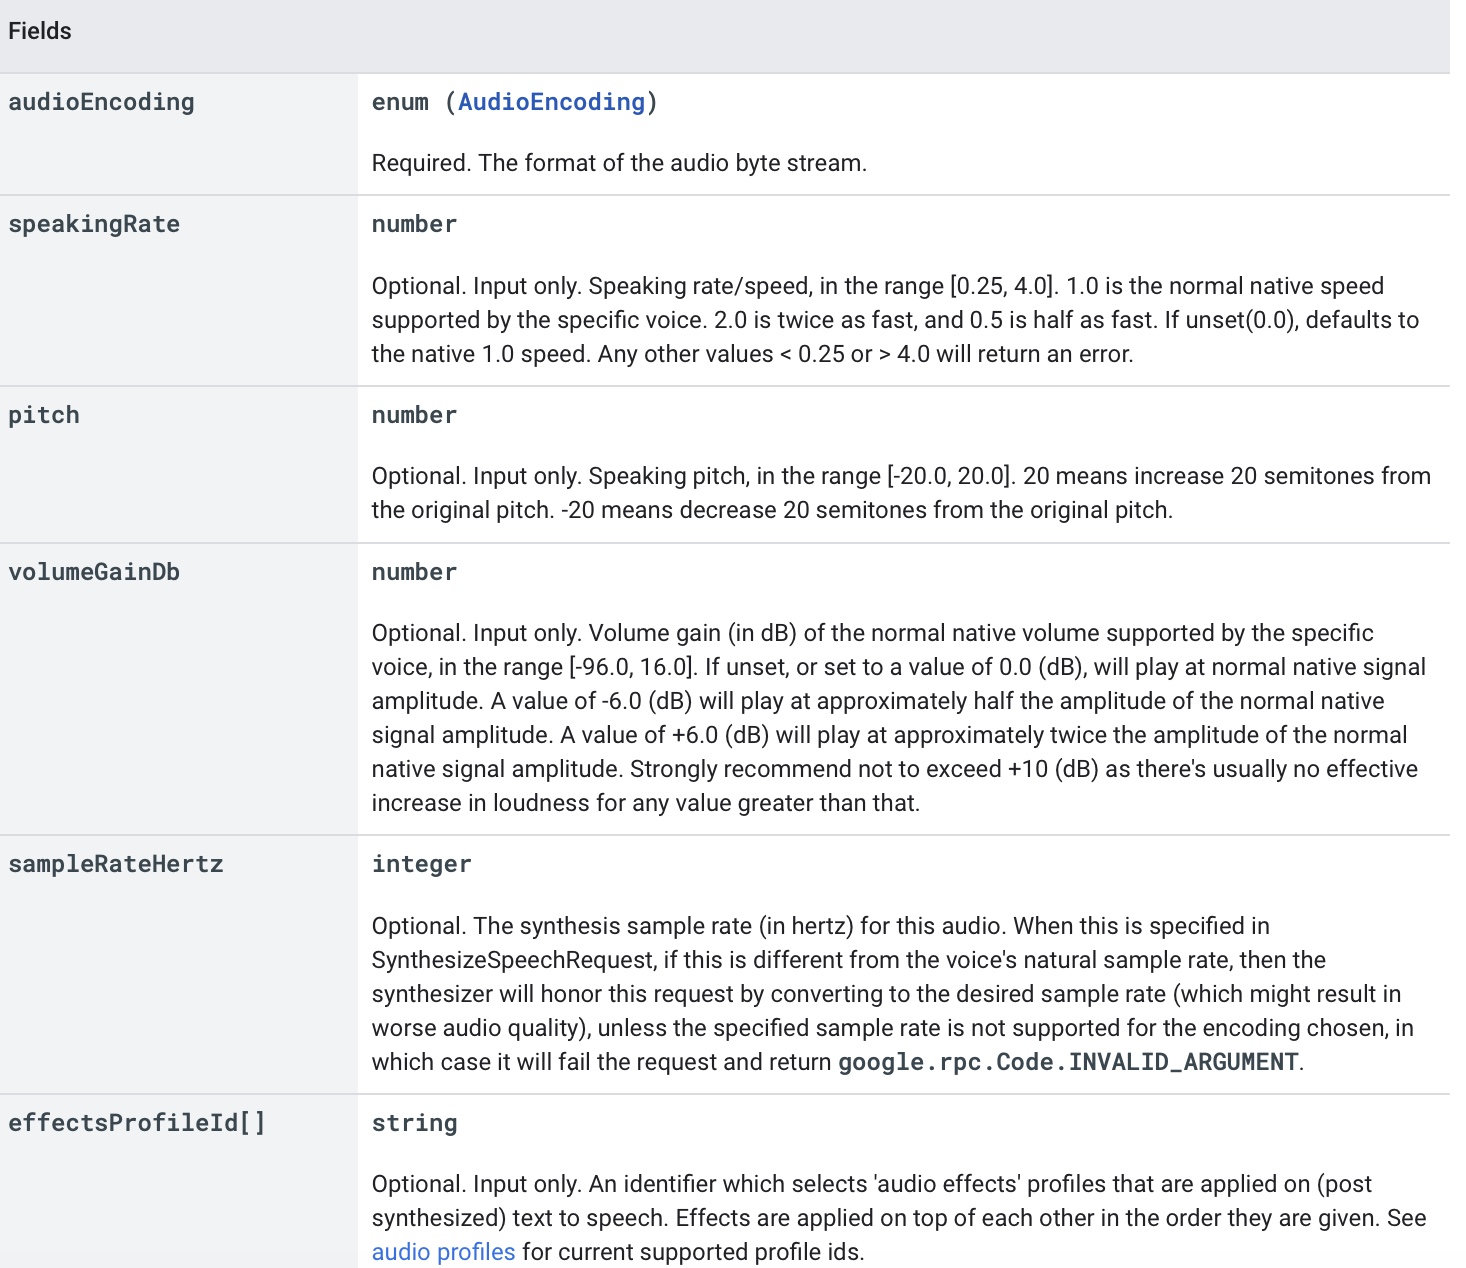 Fields
audioEncoding
enum (AudioEncoding)
Required. The format of the audio byte stream.
speakingRate
number
Optional. Input only. Speaking rate/speed, in the range [0.25, 4.0]. 1.0 is the normal native speed
supported by the specific voice. 2.0 is twice as fast, and 0.5 is half as fast. If unset(0.0), defaults to
the native 1.0 speed. Any other values < 0.25 or > 4.0 will return an error.
pitch
number
Optional. Input only. Speaking pitch, in the range [-20.0, 20.0]. 20 means increase 20 semitones from
the original pitch. -20 means decrease 20 semitones from the original pitch.
volumeGainDb
number
Optional. Input only. Volume gain (in dB) of the normal native volume supported by the specific
voice, in the range [-96.0, 16.0]. If unset, or set to a value of 0.0 (dB), will play at normal native signal
amplitude. A value of -6.0 (dB) will play at approximately half the amplitude of the normal native
signal amplitude. A value of +6.0 (dB) will play at approximately twice the amplitude of the normal
native signal amplitude. Strongly recommend not to exceed +10 (dB) as there's usually no effective
increase in loudness for any value greater than that.
sampleRateHertz
integer
Optional. The synthesis sample rate (in hertz) for this audio. When this is specified in
SynthesizeSpeechRequest, if this is different from the voice's natural sample rate, then the
synthesizer will honor this request by converting to the desired sample rate (which might result in
worse audio quality), unless the specified sample rate is not supported for the encoding chosen, in
which case it will fail the request and return google.rpc.Code.INVALID_ARGUMENT.
effectsProfileId[]
string
Optional. Input only. An identifier which selects 'audio effects' profiles that are applied on (post
synthesized) text to speech. Effects are applied on top of each other in the order they are given. See
audio profiles for current supported profile ids.